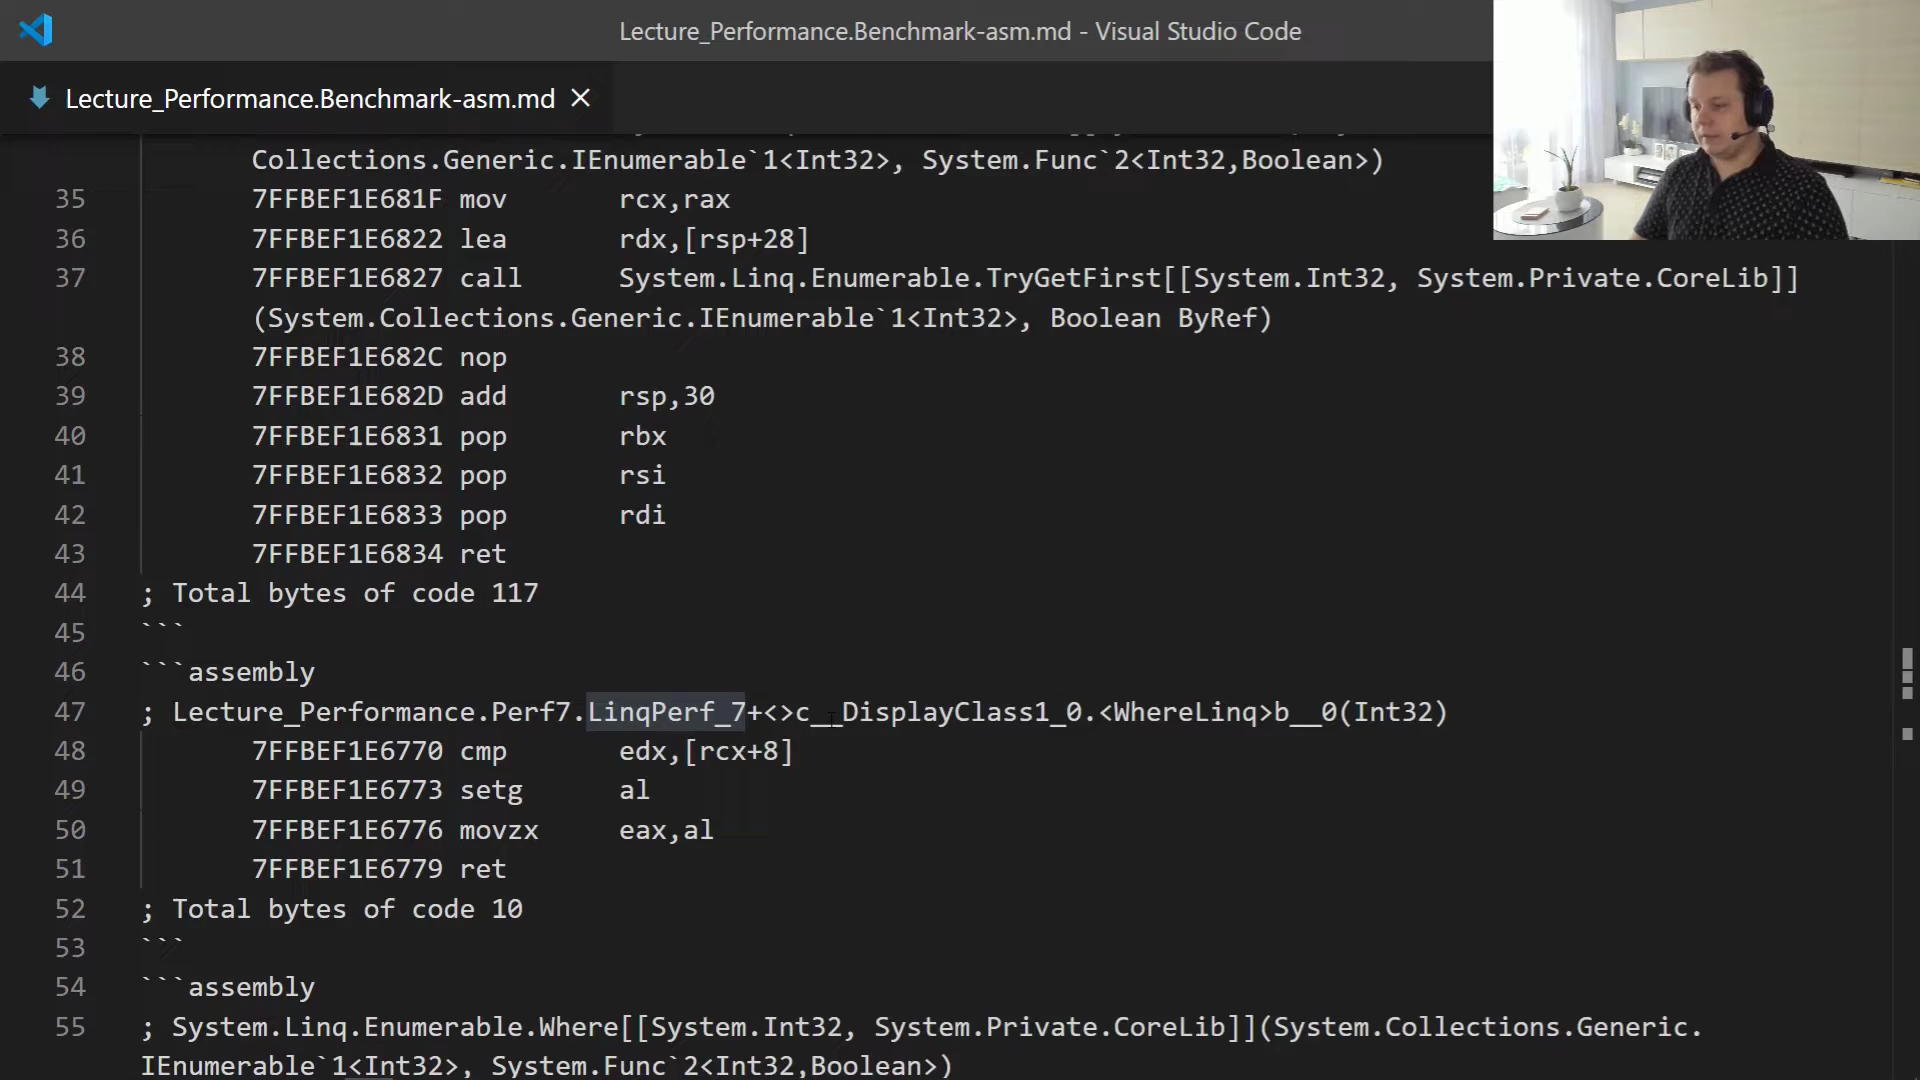 Lecture_Performance.Benchmark-asm.md - Visual Studio Code
Lecture_Performance.Benchmark-asm.md
Collections.Generic.IEnumerable`1<Int32>, System.Func`2<Int32,Boolean>)
35 7FFBEF1E681F mov rcx,rax
36 7FFBEF1E6822 lea rdx,[rsp+28]
37 7FFBEF1E6827 call System.Linq.Enumerable.TryGetFirst[[System.Int32, System.Private.CoreLib]]
(System.Collections.Generic.IEnumerable`1<Int32>, Boolean ByRef)
38 7FFBEF1E682C nop
39 7FFBEF1E682D add rsp,30
40 7FFBEF1E6831 pop rbx
41 7FFBEF1E6832 pop rsi
42 7FFBEF1E6833 pop rdi
43 7FFBEF1E6834 ret
44 ; Total bytes of code 117
45 ```
46 ```assembly
47 ; Lecture_Performance.Perf7.LinqPerf_7+<>c__DisplayClass1_0.<WhereLinq>b__0(Int32)
48 7FFBEF1E6770 cmp edx,[rcx+8]
49 7FFBEF1E6773 setg al
50 7FFBEF1E6776 movzx eax,al
51 7FFBEF1E6779 ret
52 ; Total bytes of code 10
53 ```
54 ```assembly
55 ; System.Linq.Enumerable.Where[[System.Int32, System.Private.CoreLib]](System.Collections.Generic.
IEnumerable`1<Int32>, System.Func`2<Int32,Boolean>)